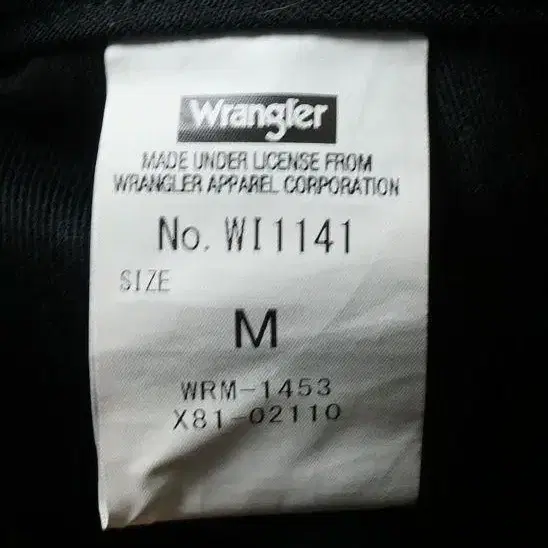 Wrangler
MADE UNDER LICENSE FROM
WRANGLER APPAREL CORPORATION
No. WI1141
SIZE
M
WRM-1453
X81-02110